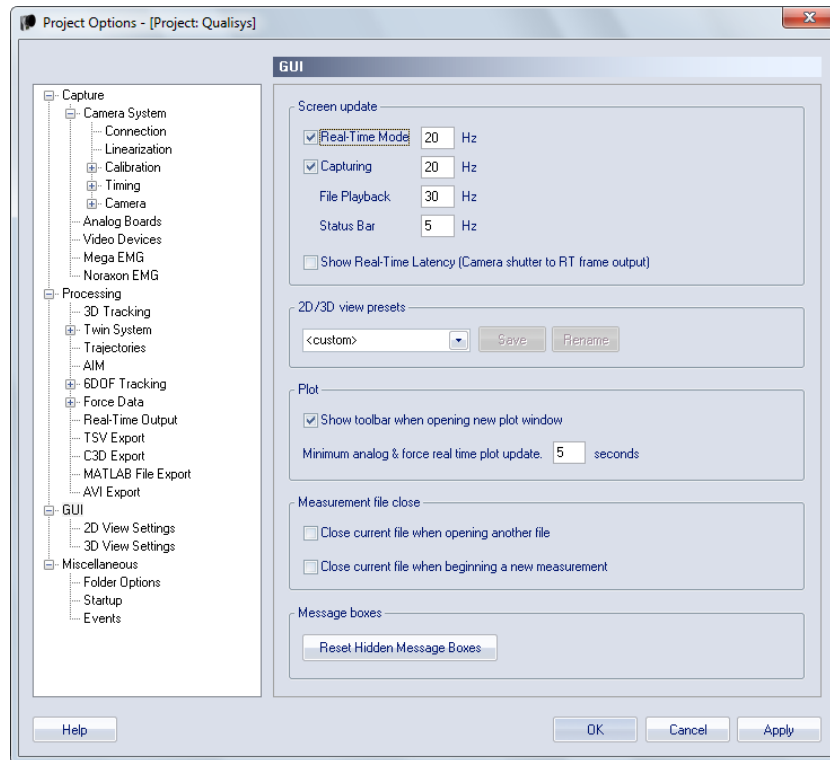 Project Options - [Project: Qualisys]
GUI
Capture
Camera System
Connection
Linearization
Calibration
Timing
Camera
Analog Boards
Video Devices
Mega EMG
Noraxon EMG
Processing
3D Tracking
Twin System
Trajectories
AIM
6DOF Tracking
Force Data
Real-Time Output
TSV Export
C3D Export
MATLAB File Export
AVI Export
GUI
2D View Settings
3D View Settings
Miscellaneous
Folder Options
Startup
Events
Screen update
Real-Time Mode 20 Hz
Capturing 20 Hz
File Playback 30 Hz
Status Bar 5 Hz
Show Real-Time Latency (Camera shutter to RT frame output)
2D/3D view presets
<custom> Save Rename
Plot
Show toolbar when opening new plot window
Minimum analog & force real time plot update. 5 seconds
Measurement file close
Close current file when opening another file
Close current file when beginning a new measurement
Message boxes
Reset Hidden Message Boxes
Help OK Cancel Apply